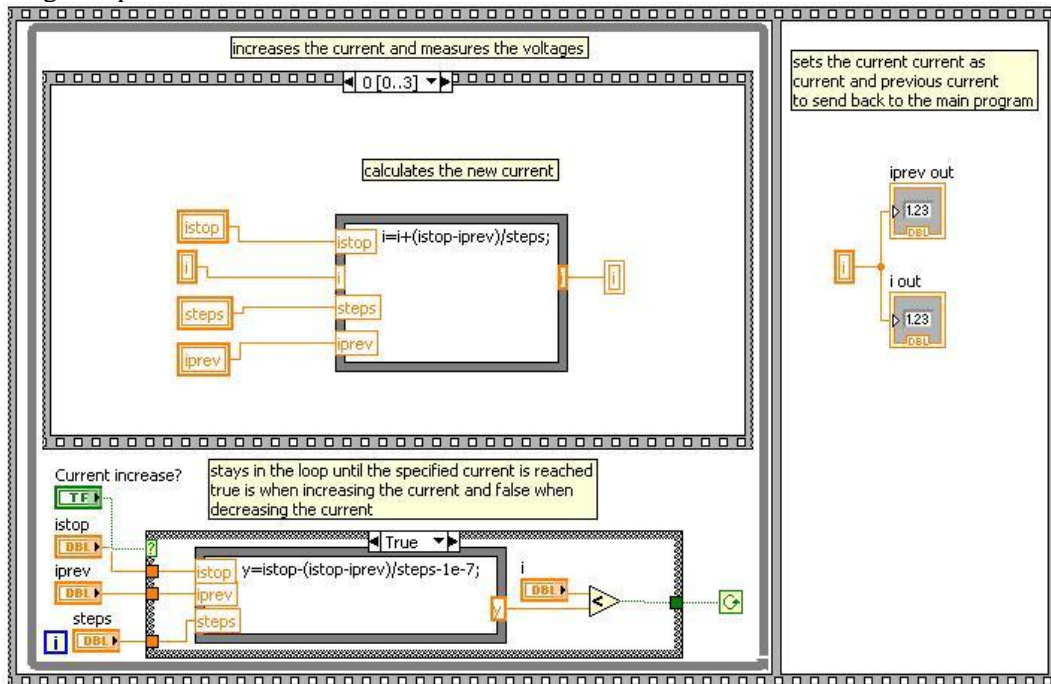 increases the current and measures the voltages
0 [0..3]
calculates the new current
istop
i
steps
iprev
istop
i
steps
iprev
i=i+(istop-iprev)/steps;
i
i
sets the current current as
current and previous current
to send back to the main program
iprev out
1.23
DBL
i
i out
1.23
DBL
Current increase?
TF
stays in the loop until the specified current is reached
true is when increasing the current and false when
decreasing the current
True
istop
DBL
?
iprev
DBL
steps
i
DBL
istop
iprev
steps
y=istop-(istop-iprev)/steps-1e-7;
y
i
DBL
<